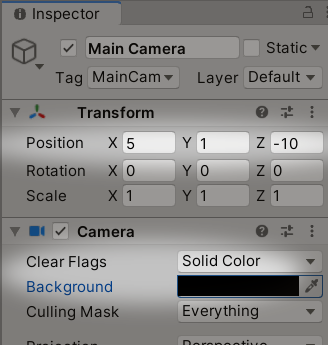 Inspector
Main Camera Static
Tag MainCam Layer Default
Transform
Position X 5 Y 1 Z -10
Rotation X 0 Y 0 Z 0
Scale X 1 Y 1 Z 1
Camera
Clear Flags Solid Color
Background
Culling Mask Everything
Projection Perspective